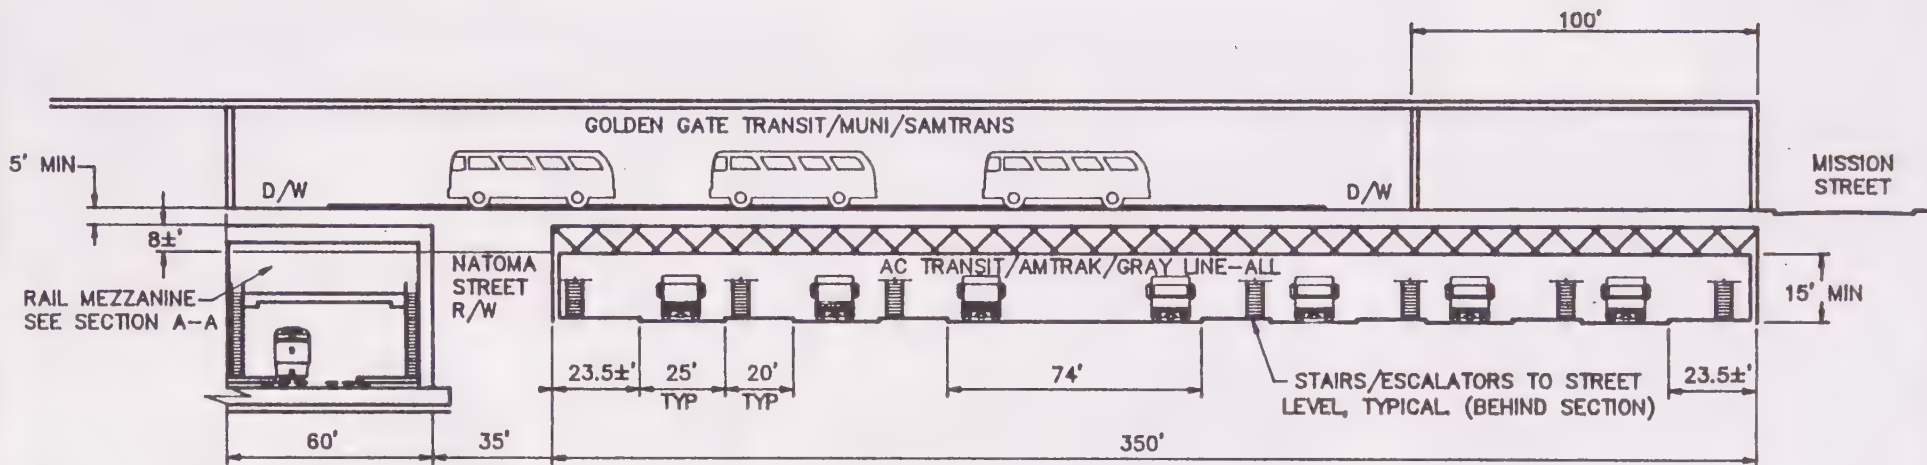 100'
GOLDEN GATE TRANSIT/MUNI/SAMTRANS
5' MIN
D/W
D/W
MISSION
STREET
8±'
NATOMA
STREET
R/W
AC TRANSIT/AMTRAK/GRAY LINE-ALL
RAIL MEZZANINE
SEE SECTION A-A
15' MIN
23.5±'
25'
TYP
20'
TYP
74'
STAIRS/ESCALATORS TO STREET
LEVEL, TYPICAL. (BEHIND SECTION)
23.5±'
60'
35'
350'